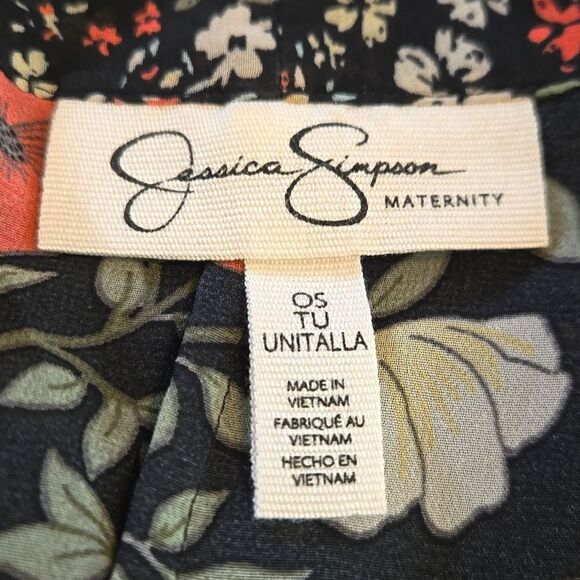 Jessica Simpson
MATERNITY
OS
TU
UNITALLA
MADE IN
VIETNAM
FABRIQUÉ AU
VIETNAM
HECHO EN
VIETNAM